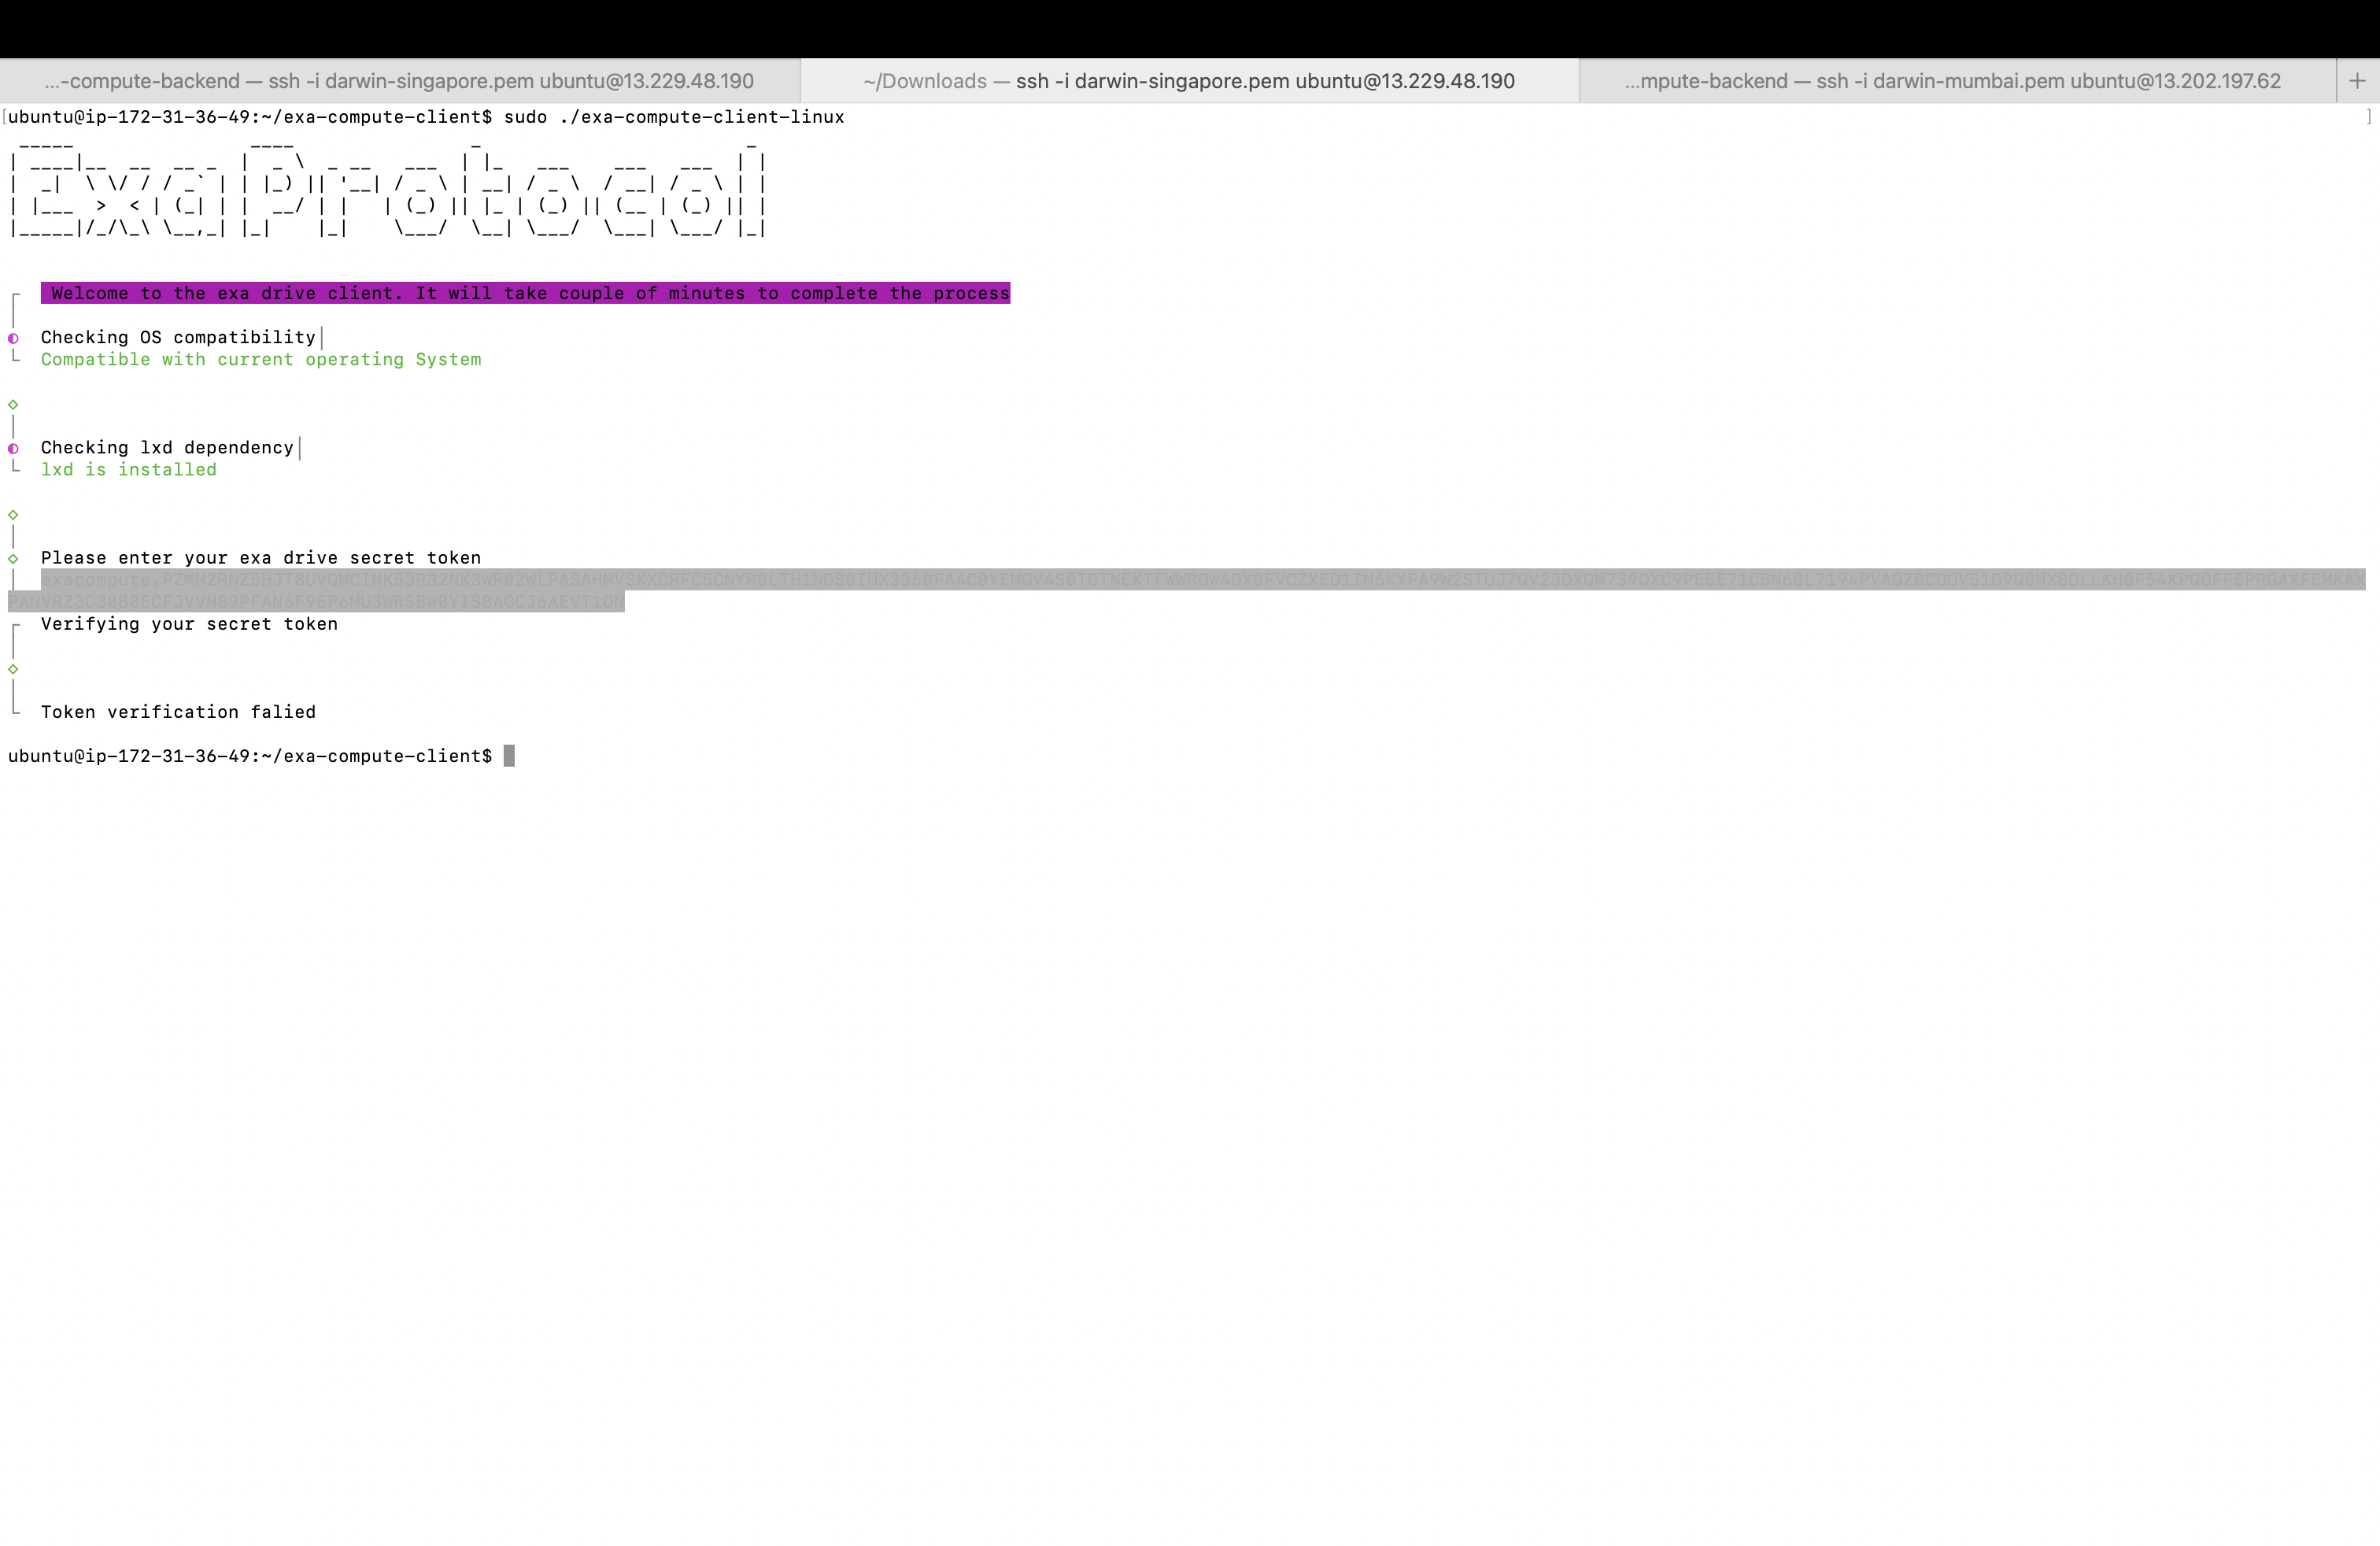 ...-compute-backend — ssh -i darwin-singapore.pem ubuntu@13.229.48.190
~/Downloads — ssh -i darwin-singapore.pem ubuntu@13.229.48.190
...mpute-backend — ssh -i darwin-mumbai.pem ubuntu@13.202.197.62
ubuntu@ip-172-31-36-49:~/exa-compute-client$ sudo ./exa-compute-client-linux
ExaProtocol
Welcome to the exa drive client. It will take couple of minutes to complete the process
Checking OS compatibility
Compatible with current operating System
Checking lxd dependency
lxd is installed
Please enter your exa drive secret token
Verifying your secret token
Token verification falied
ubuntu@ip-172-31-36-49:~/exa-compute-client$